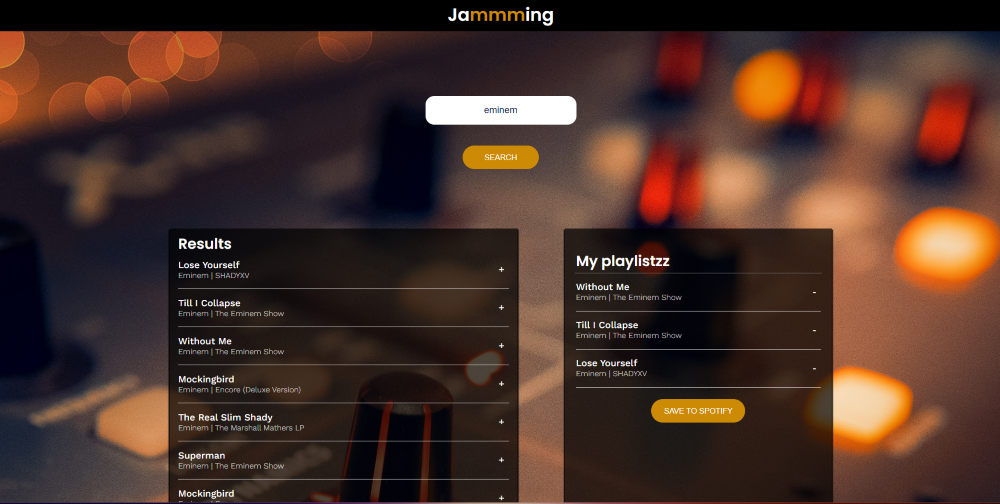 Jammming
eminem
SEARCH
Results
Lose Yourself
Eminem | SHADYXV
+
Till I Collapse
Eminem | The Eminem Show
+
Without Me
Eminem | The Eminem Show
+
Mockingbird
Eminem | Encore (Deluxe Version)
+
The Real Slim Shady
Eminem | The Marshall Mathers LP
+
Superman
Eminem | The Eminem Show
+
Mockingbird
+
My playlistzz
Without Me
Eminem | The Eminem Show
-
Till I Collapse
Eminem | The Eminem Show
-
Lose Yourself
Eminem | SHADYXV
-
SAVE TO SPOTIFY